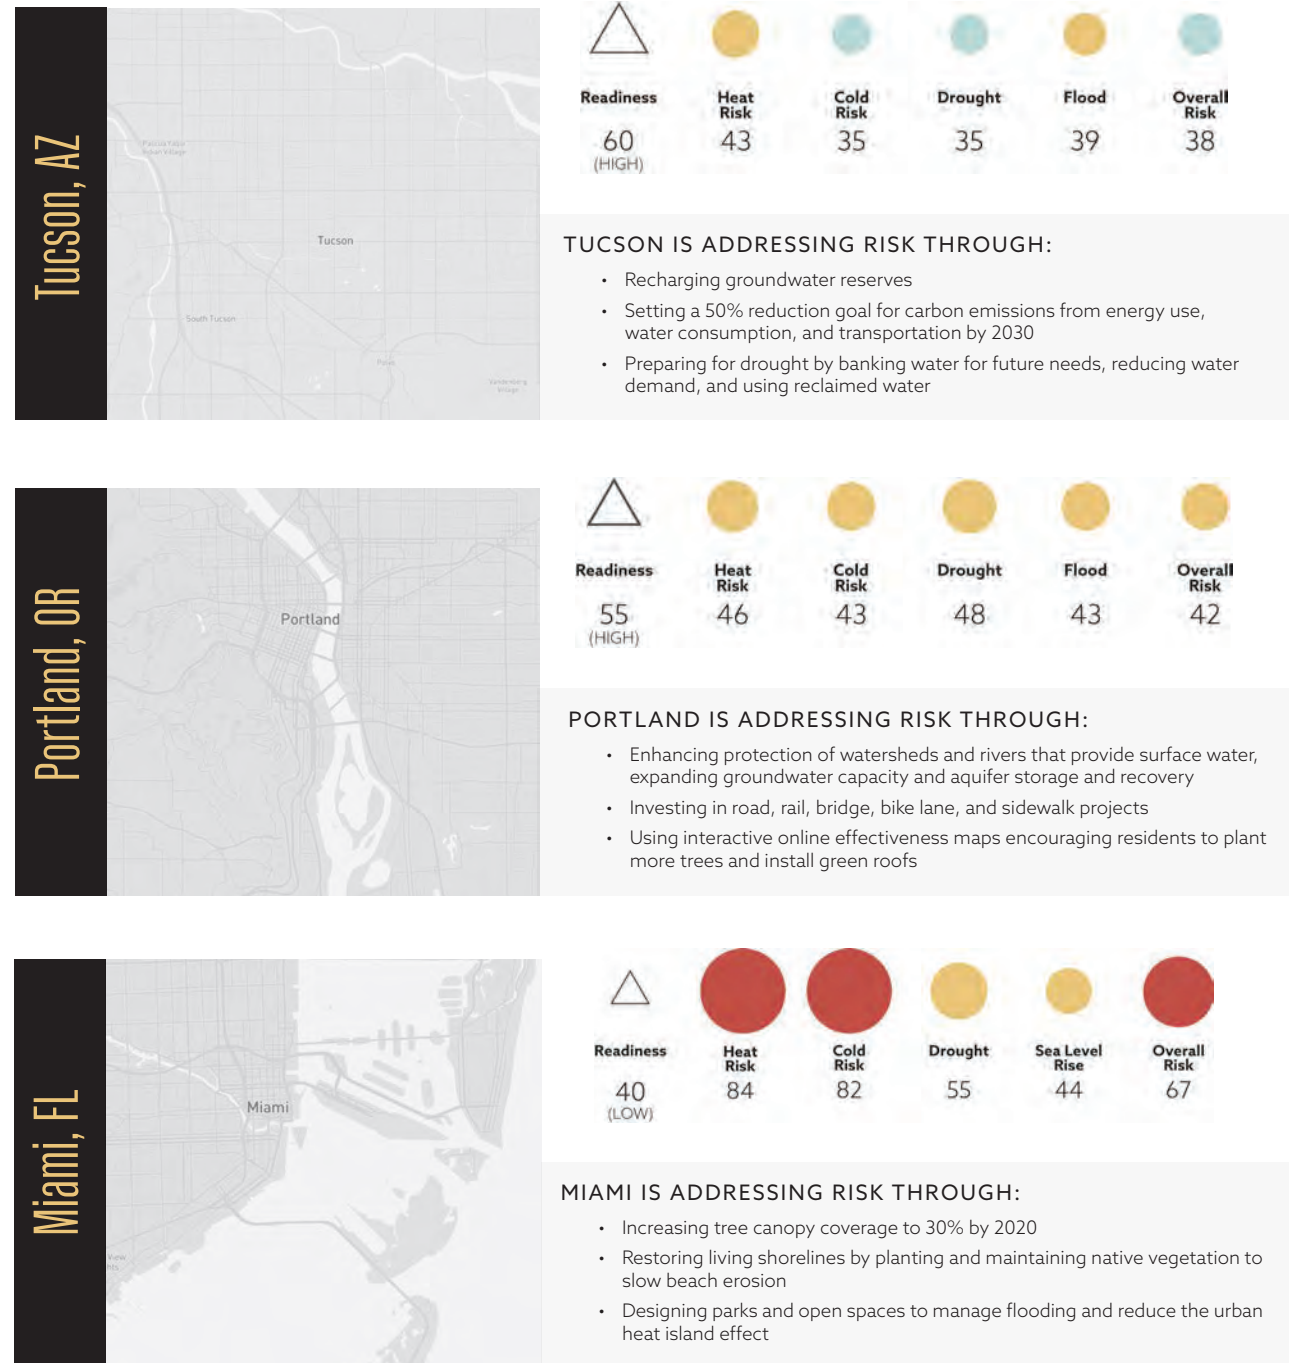 Tucson, AZ
Pascua Yaqui
Indian Village
Tucson
South Tucson
Vandenberg
Village
Readiness
Heat
Risk
Cold
Risk
Drought
Flood
Overall
Risk
60
(HIGH)
43
35
35
39
38
TUCSON IS ADDRESSING RISK THROUGH:
• Recharging groundwater reserves
• Setting a 50% reduction goal for carbon emissions from energy use,
water consumption, and transportation by 2030
• Preparing for drought by banking water for future needs, reducing water
demand, and using reclaimed water
Portland, OR
Portland
Readiness
Heat
Risk
Cold
Risk
Drought
Flood
Overall
Risk
55
(HIGH)
46
43
48
43
42
PORTLAND IS ADDRESSING RISK THROUGH:
• Enhancing protection of watersheds and rivers that provide surface water,
expanding groundwater capacity and aquifer storage and recovery
• Investing in road, rail, bridge, bike lane, and sidewalk projects
• Using interactive online effectiveness maps encouraging residents to plant
more trees and install green roofs
Miami, FL
Miami
Readiness
Heat
Risk
Cold
Risk
Drought
Sea Level
Rise
Overall
Risk
40
(LOW)
84
82
55
44
67
MIAMI IS ADDRESSING RISK THROUGH:
• Increasing tree canopy coverage to 30% by 2020
• Restoring living shorelines by planting and maintaining native vegetation to
slow beach erosion
• Designing parks and open spaces to manage flooding and reduce the urban
heat island effect